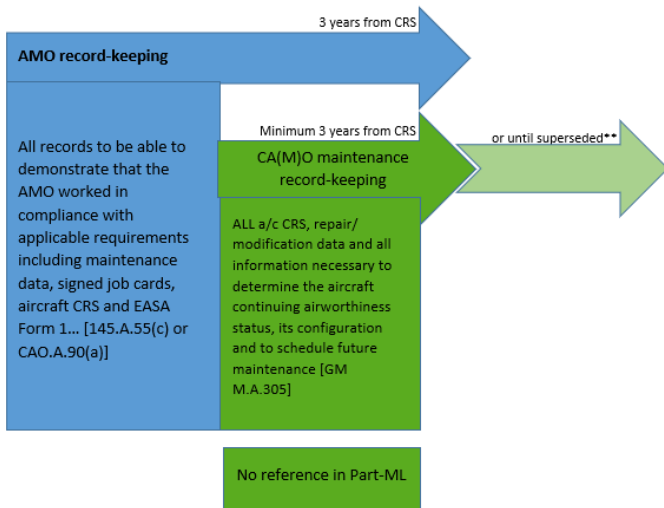 3 years from CRS
AMO record-keeping
All records to be able to
demonstrate that the
AMO worked in
compliance with
applicable requirements
including maintenance
data, signed job cards,
aircraft CRS and EASA
Form 1... [145.A.55(c) or
CAO.A.90(a)]
Minimum 3 years from CRS
CA(M)O maintenance
record-keeping
or until superseded**
ALL a/c CRS, repair/
modification data and all
information necessary to
determine the aircraft
continuing airworthiness
status, its configuration
and to schedule future
maintenance [GM
M.A.305]
No reference in Part-ML